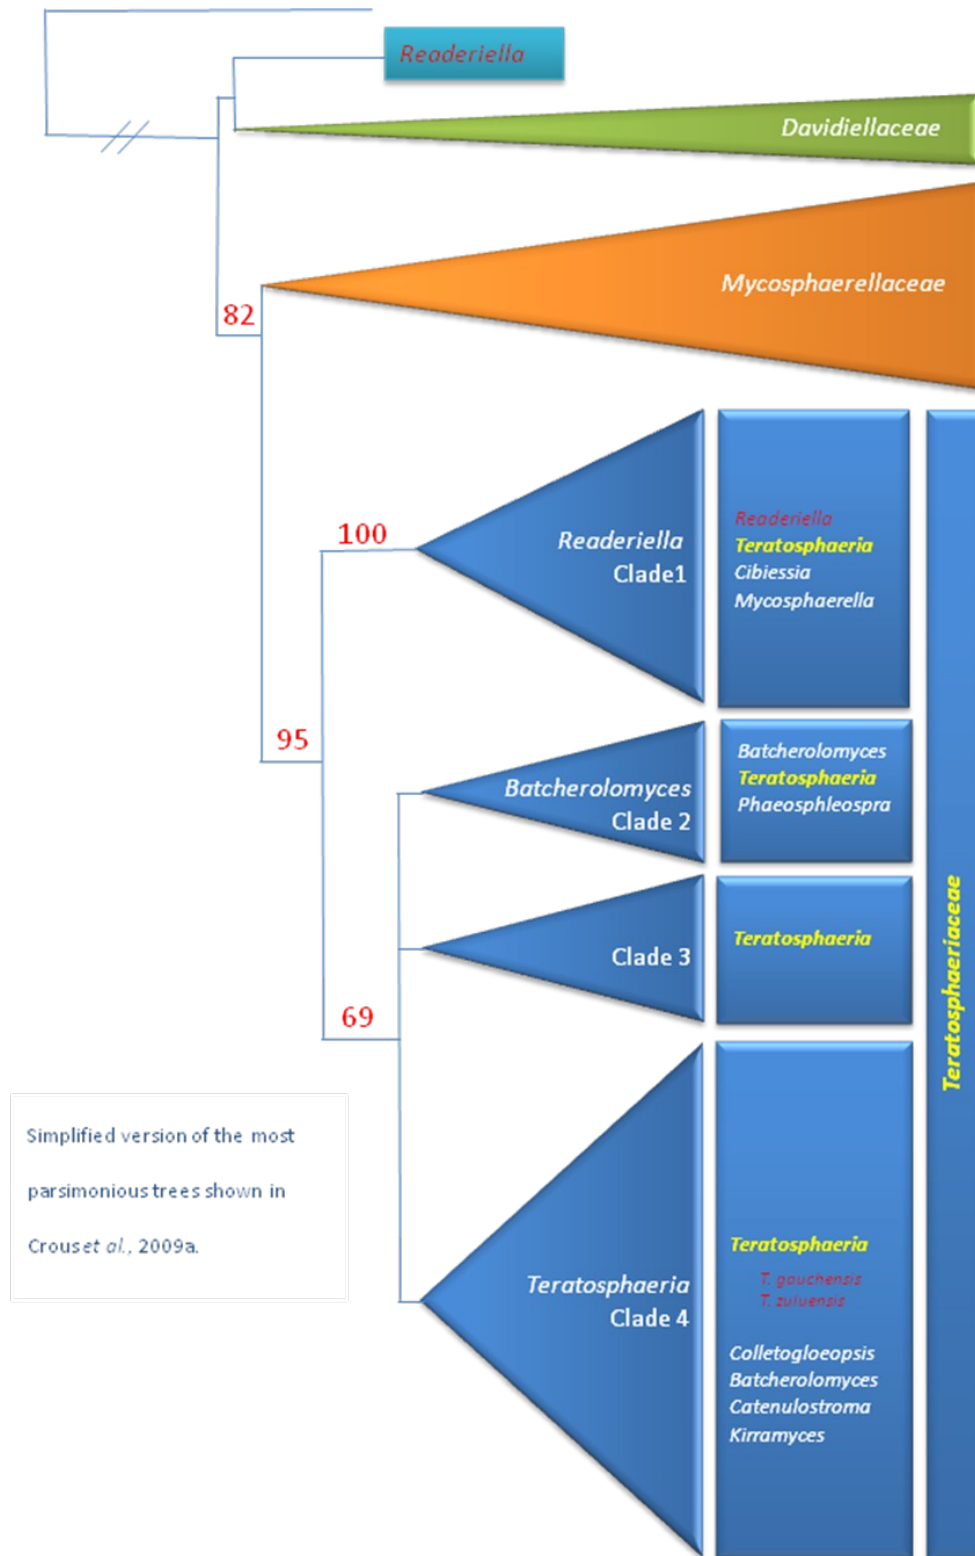 Readeriella
Davidiellaceae
Mycosphaerellaceae
82
100
Readeriella
Clade1
Readeriella
Teratosphaeria
Cibiessia
Mycosphaerella
95
Batcherolomyces
Clade 2
Batcherolomyces
Teratosphaeria
Phaeosphleospra
Clade 3
Teratosphaeria
Teratosphaeriaceae
69
Simplified version of the most
parsimonious trees shown in
Crous et al., 2009a.
Teratosphaeria
Clade 4
Teratosphaeria
T. gauchensis
T. zuluensis
Colletogloeopsis
Batcherolomyces
Catenulostroma
Kirramyces